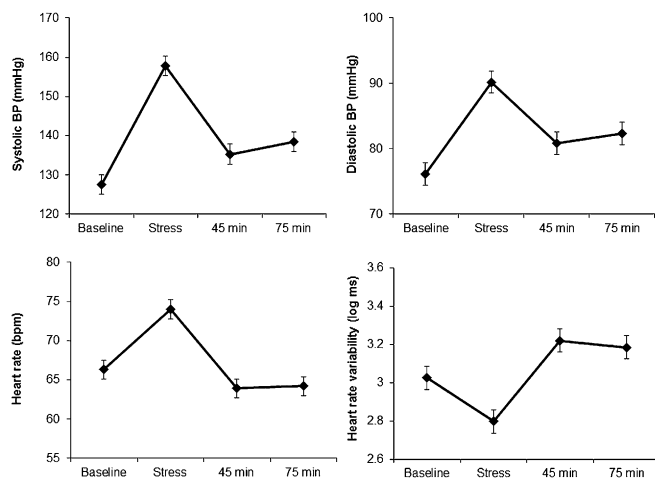 Systolic BP (mmHg)
170
160
150
140
130
120
Baseline Stress 45 min 75 min
Diastolic BP (mmHg)
100
90
80
70
Baseline Stress 45 min 75 min
Heart rate (bpm)
80
75
70
65
60
55
Baseline Stress 45 min 75 min
Heart rate variability (log ms)
3.6
3.4
3.2
3
2.8
2.6
Baseline Stress 45 min 75 min